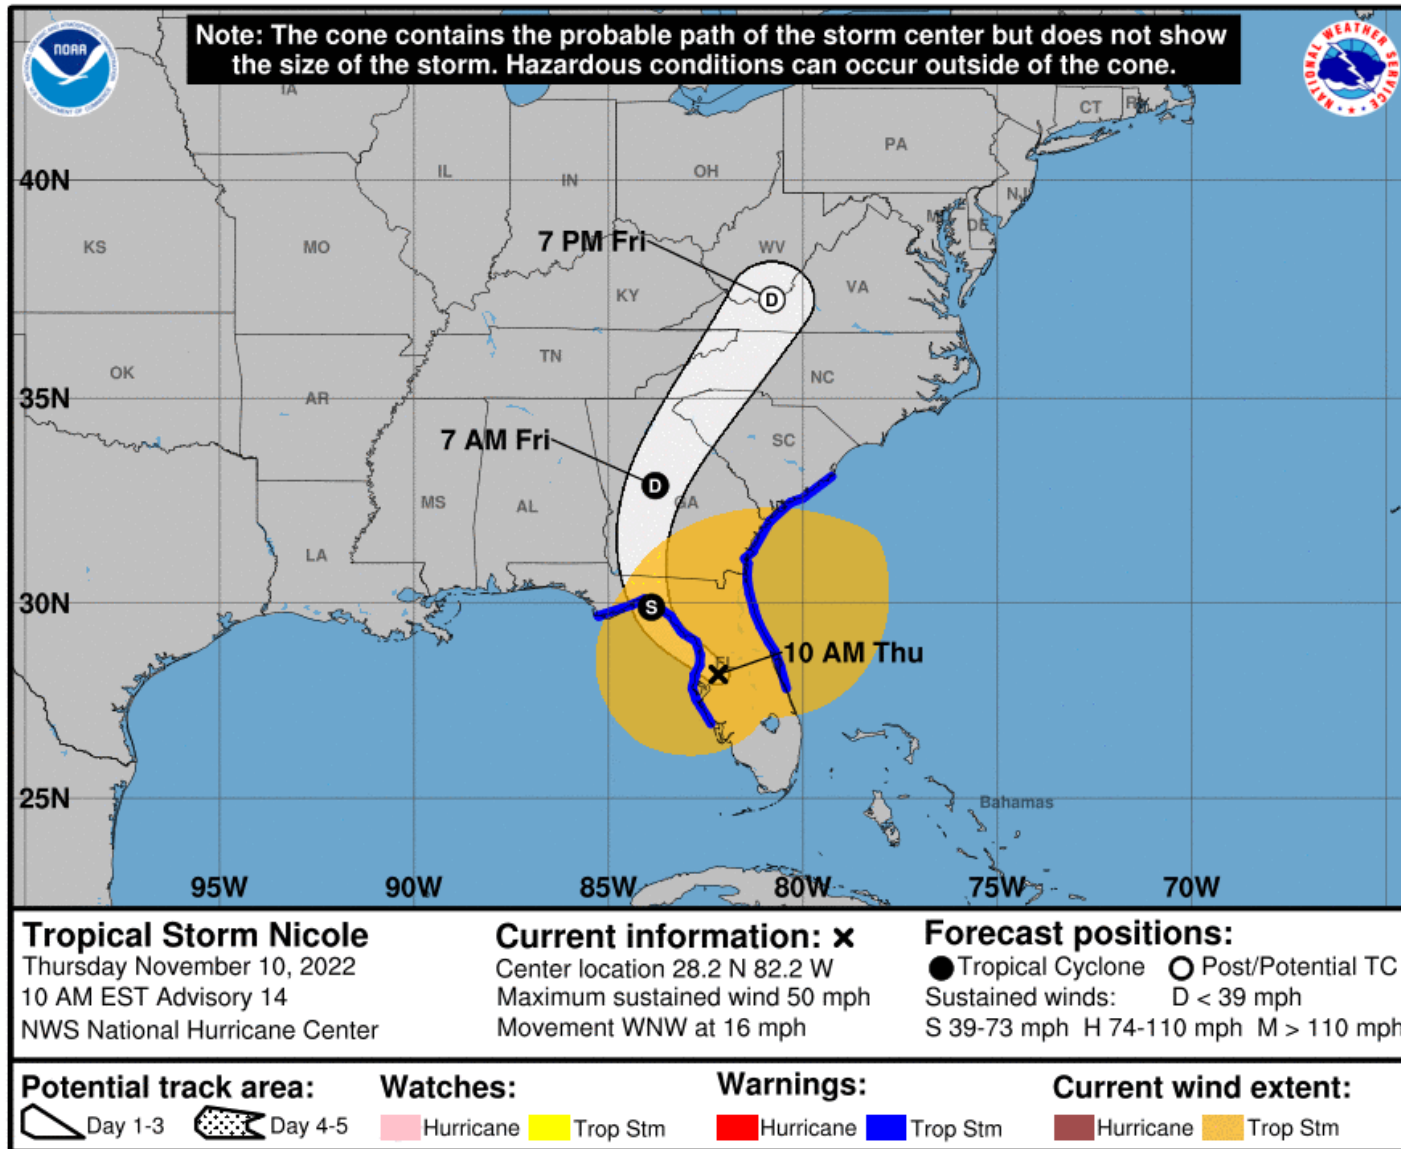 Note: The cone contains the probable path of the storm center but does not show
the size of the storm. Hazardous conditions can occur outside of the cone.
NOAA
NATIONAL WEATHER SERVICE
IA
CT
PA
40N
IL
IN
OH
NJ
DE
KS
MO
7 PM Fri
WV
KY
D
VA
OK
TN
NC
35N
AR
SC
7 AM Fri
D
MS
AL
GA
LA
30N
S
10 AM Thu
FL
25N
Bahamas
95W 90W 85W 80W 75W 70W
Tropical Storm Nicole
Thursday November 10, 2022
10 AM EST Advisory 14
NWS National Hurricane Center
Current information: ×
Center location 28.2 N 82.2 W
Maximum sustained wind 50 mph
Movement WNW at 16 mph
Forecast positions:
Tropical Cyclone Post/Potential TC
Sustained winds: D < 39 mph
S 39-73 mph H 74-110 mph M > 110 mph
Potential track area:
Day 1-3 Day 4-5
Watches:
Hurricane Trop Stm
Warnings:
Hurricane Trop Stm
Current wind extent:
Hurricane Trop Stm